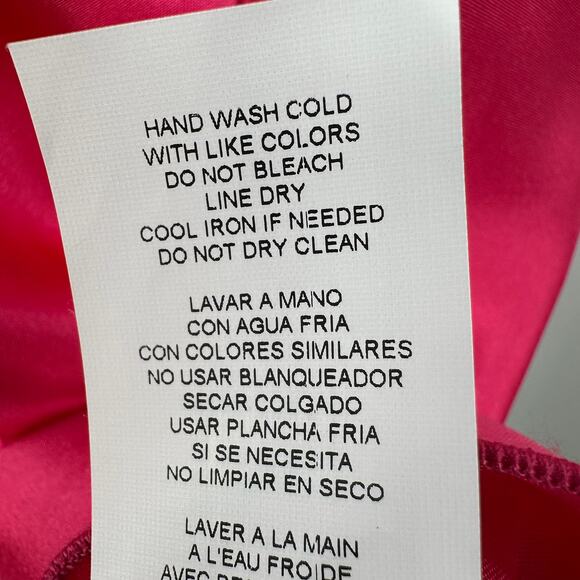 HAND WASH COLD
WITH LIKE COLORS
DO NOT BLEACH
LINE DRY
COOL IRON IF NEEDED
DO NOT DRY CLEAN
LAVAR A MANO
CON AGUA FRIA
CON COLORES SIMILARES
NO USAR BLANQUEADOR
SECAR COLGADO
USAR PLANCHA FRIA
SI SE NECESITA
NO LIMPIAR EN SECO
LAVER A LA MAIN
A L'EAU FROIDE
AVEC